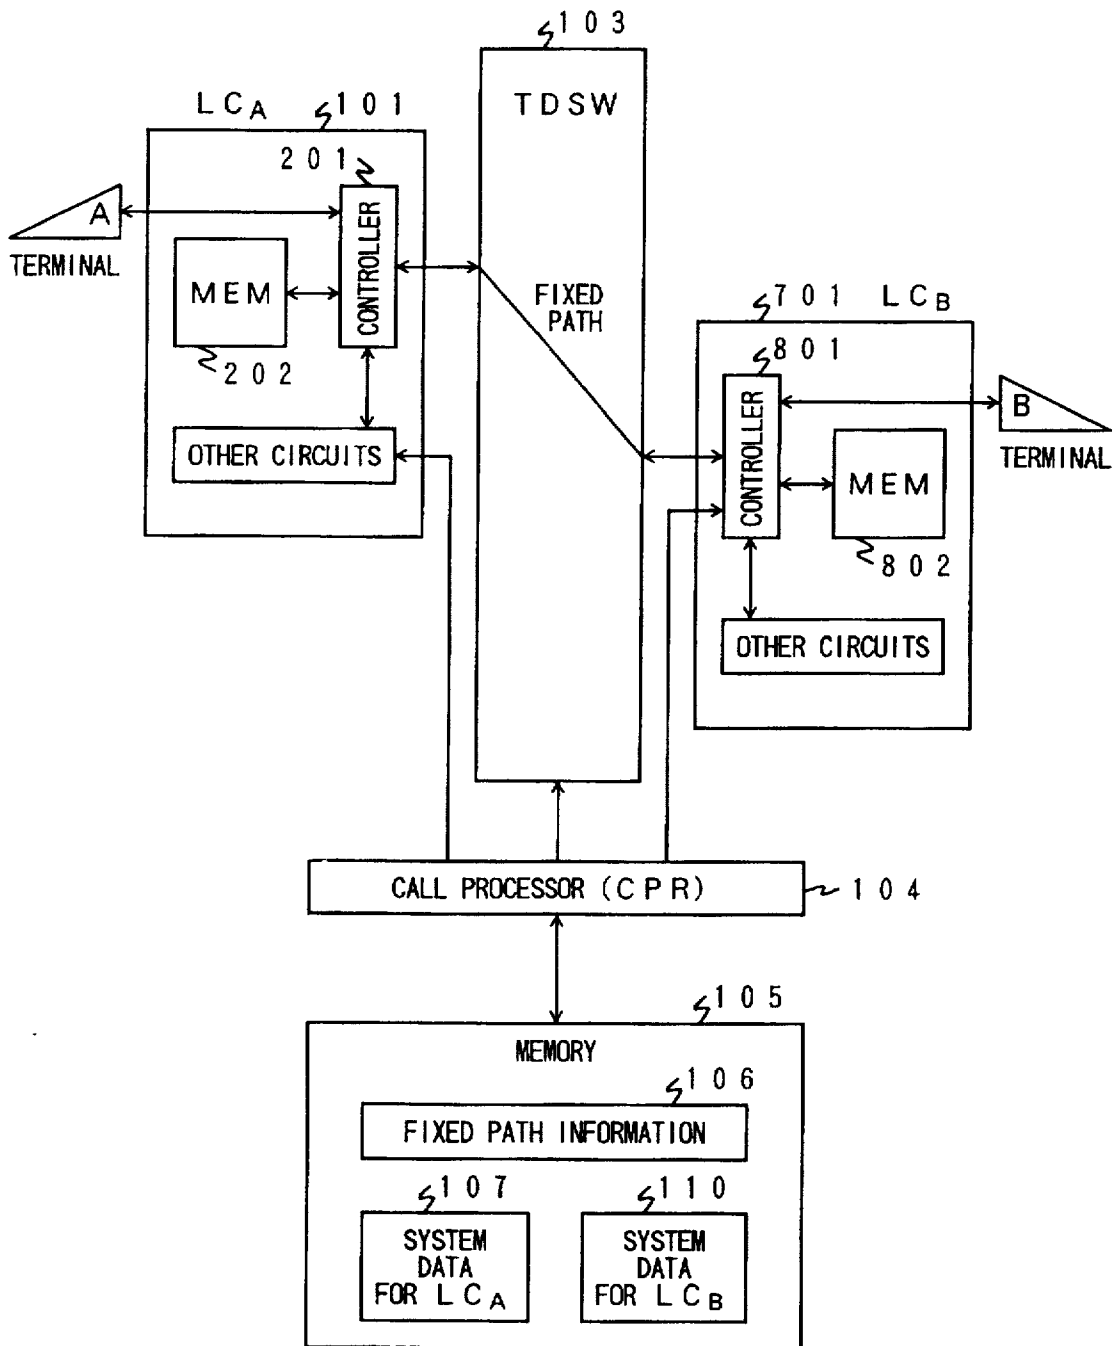 103
TDSW
LCA
101
201
A
TERMINAL
CONTROLLER
MEM
202
OTHER CIRCUITS
FIXED
PATH
701
LCB
801
B
TERMINAL
CONTROLLER
MEM
802
OTHER CIRCUITS
CALL PROCESSOR (CPR)
104
105
MEMORY
106
FIXED PATH INFORMATION
107
SYSTEM
DATA
FOR LCA
110
SYSTEM
DATA
FOR LCB